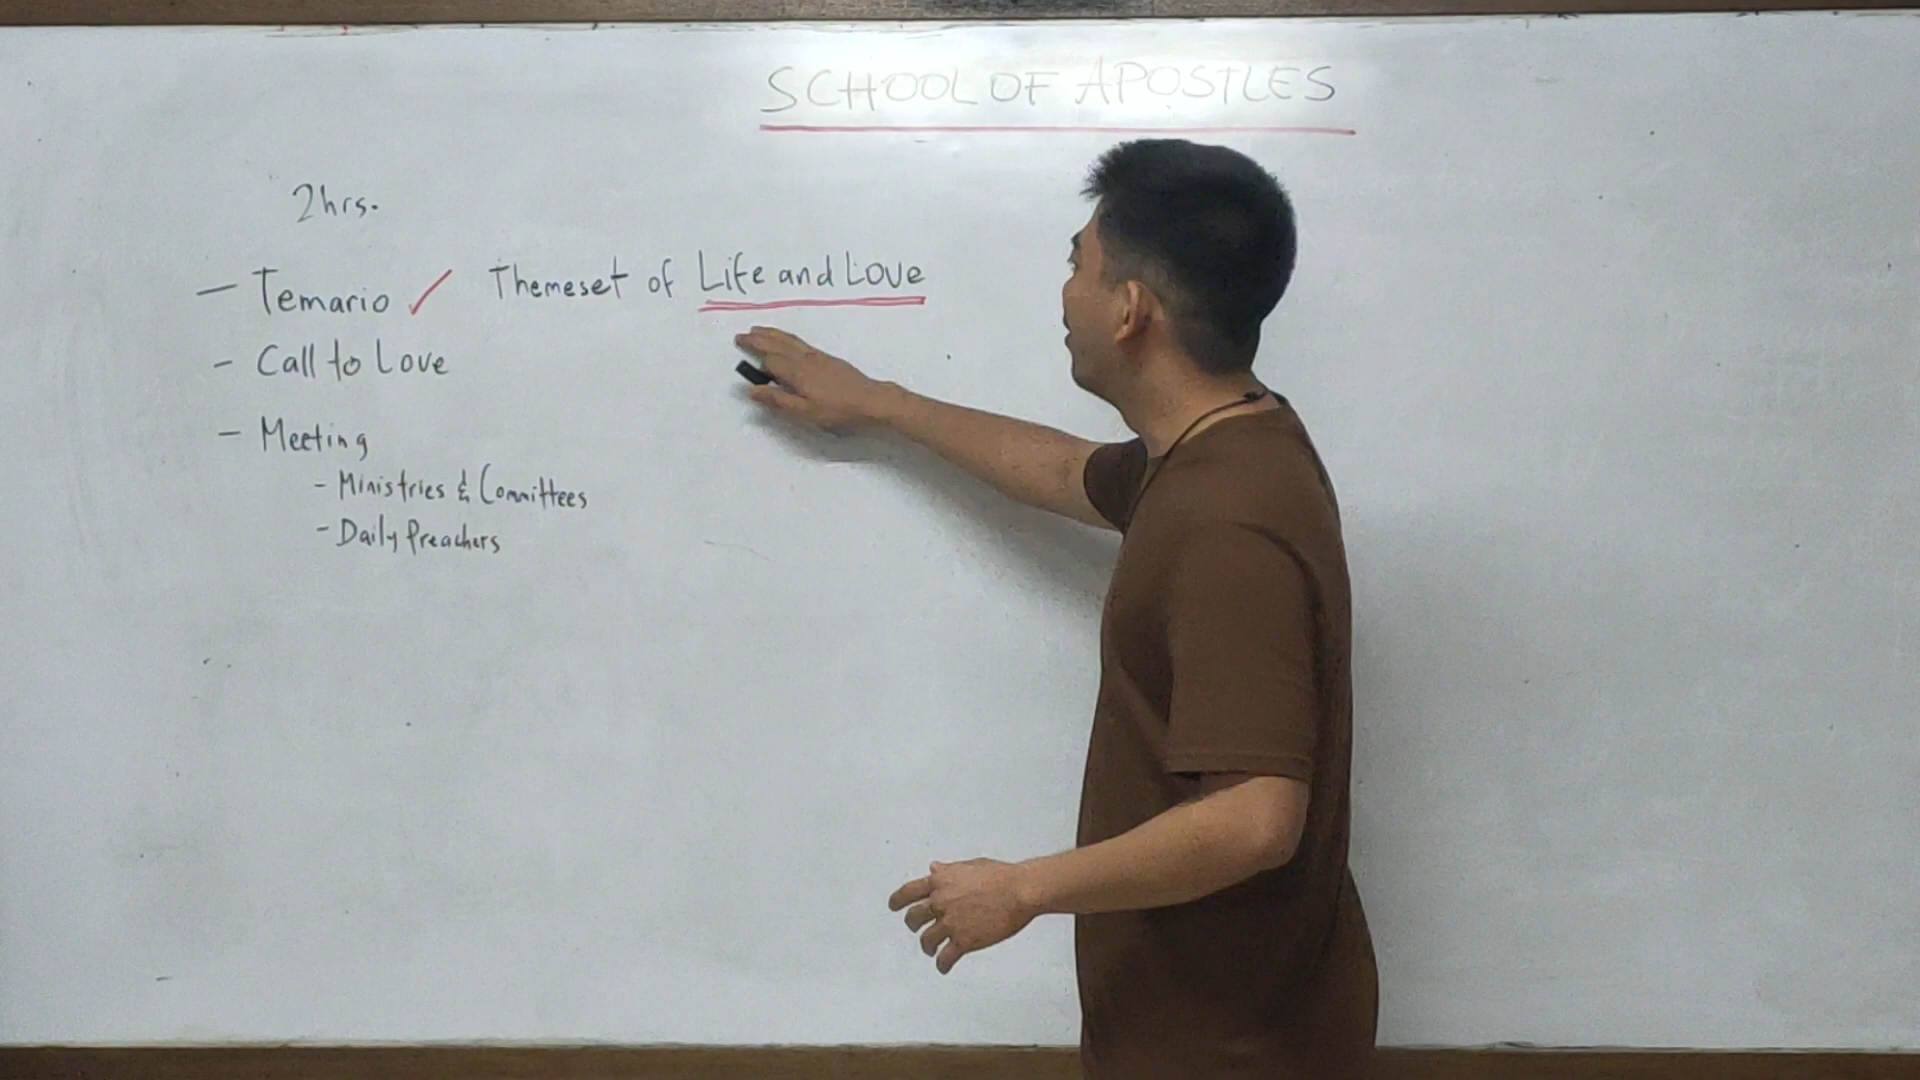 SCHOOL OF APOSTLES
2hrs.
- Temario ✓ Themeset of Life and Love
- Call to Love
- Meeting
- Ministries & Committees
- Daily Preachers